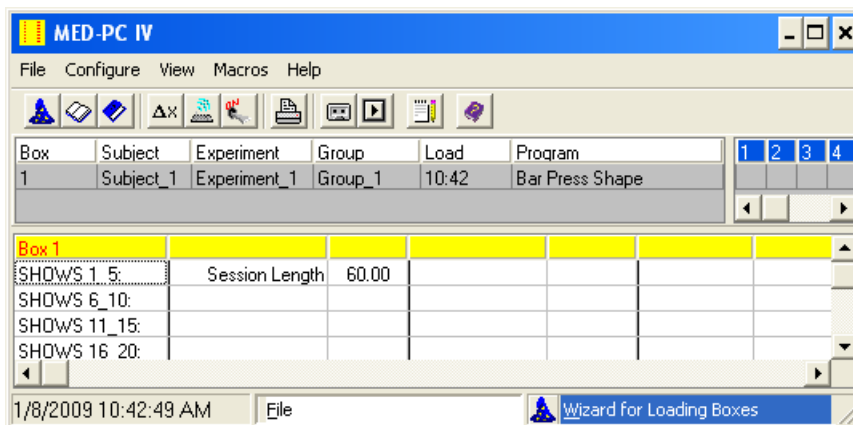 MED-PC IV
File Configure View Macros Help
Box Subject Experiment Group Load Program 1 2 3 4
1 Subject_1 Experiment_1 Group_1 10:42 Bar Press Shape
Box 1
SHOWS 1_5: Session Length 60.00
SHOWS 6_10:
SHOWS 11_15:
SHOWS 16_20:
1/8/2009 10:42:49 AM File Wizard for Loading Boxes